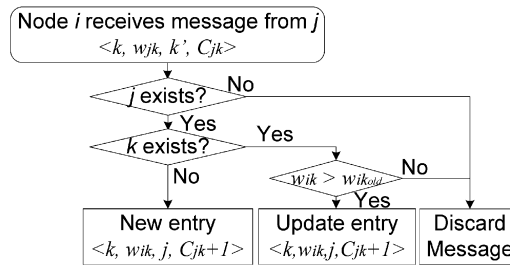 Node i receives message from j
<k, wjk, k’, Cjk>
j exists?
No
Yes
k exists?
Yes
No
wik > wikold
No
Yes
New entry
<k, wik, j, Cjk+1>
Update entry
<k,wik,j,Cjk+1>
Discard
Message